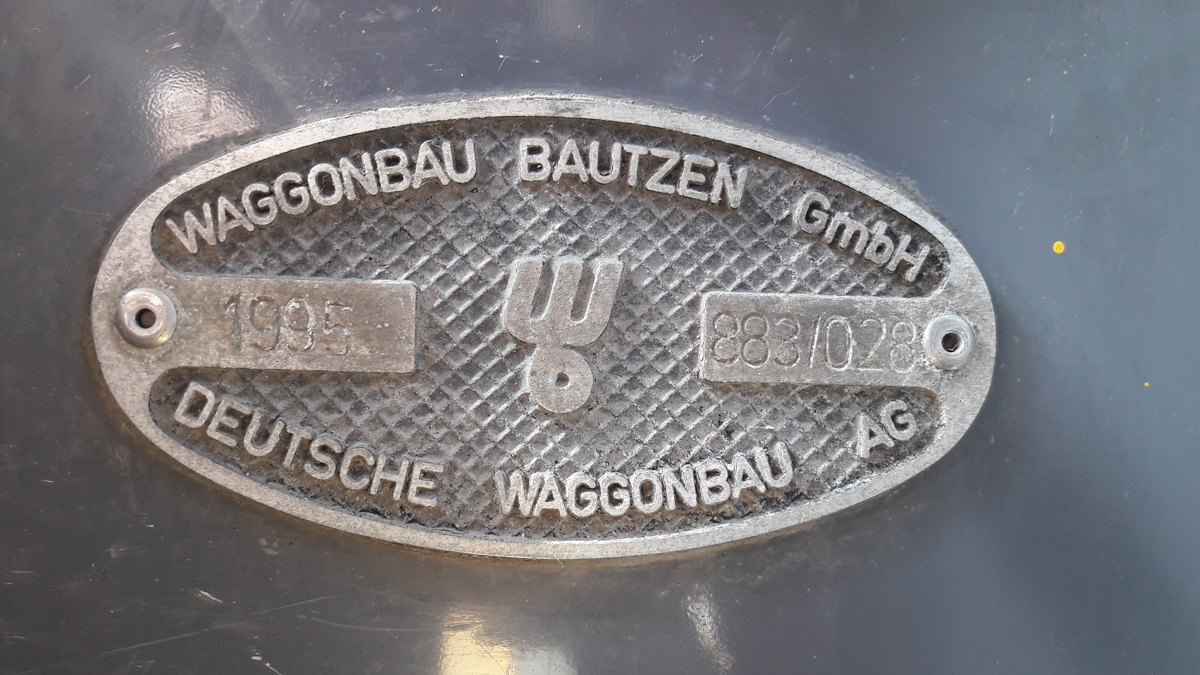 WAGGONBAU BAUTZEN GmbH
1995
883/028
DEUTSCHE WAGGONBAU AG